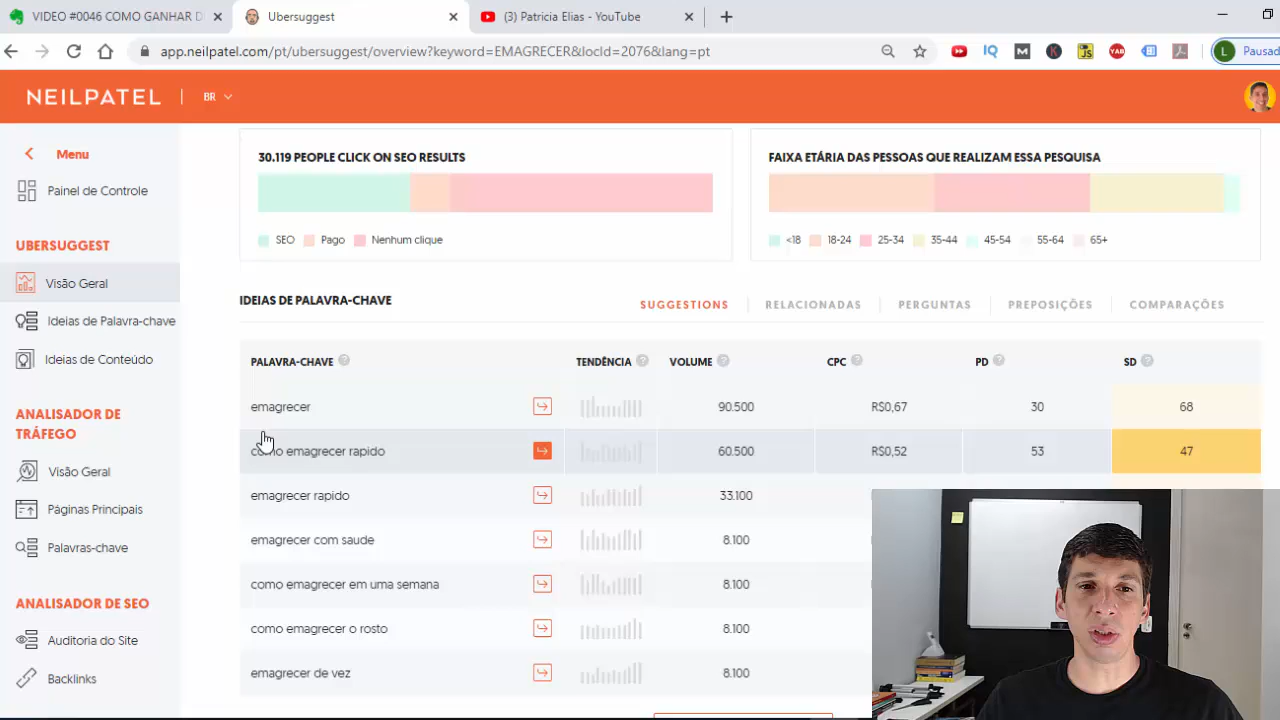 VIDEO #0046 COMO GANHAR D
Ubersuggest
(3) Patricia Elias - YouTube
app.neilpatel.com/pt/ubersuggest/overview?keyword=EMAGRECER&locId=2076&lang=pt
Pausad
NEILPATEL
BR
Menu
Painel de Controle
UBERSUGGEST
Visão Geral
Ideias de Palavra-chave
Ideias de Conteúdo
ANALISADOR DE
TRÁFEGO
Visão Geral
Páginas Principais
Palavras-chave
ANALISADOR DE SEO
Auditoria do Site
Backlinks
30.119 PEOPLE CLICK ON SEO RESULTS
SEO Pago Nenhum clique
FAIXA ETÁRIA DAS PESSOAS QUE REALIZAM ESSA PESQUISA
<18 18-24 25-34 35-44 45-54 55-64 65+
IDEIAS DE PALAVRA-CHAVE
SUGGESTIONS RELACIONADAS PERGUNTAS PREPOSIÇÕES COMPARAÇÕES
PALAVRA-CHAVE TENDÊNCIA VOLUME CPC PD SD
emagrecer 90.500 R$0,67 30 68
como emagrecer rapido 60.500 R$0,52 53 47
emagrecer rapido 33.100
emagrecer com saude 8.100
como emagrecer em uma semana 8.100
como emagrecer o rosto 8.100
emagrecer de vez 8.100